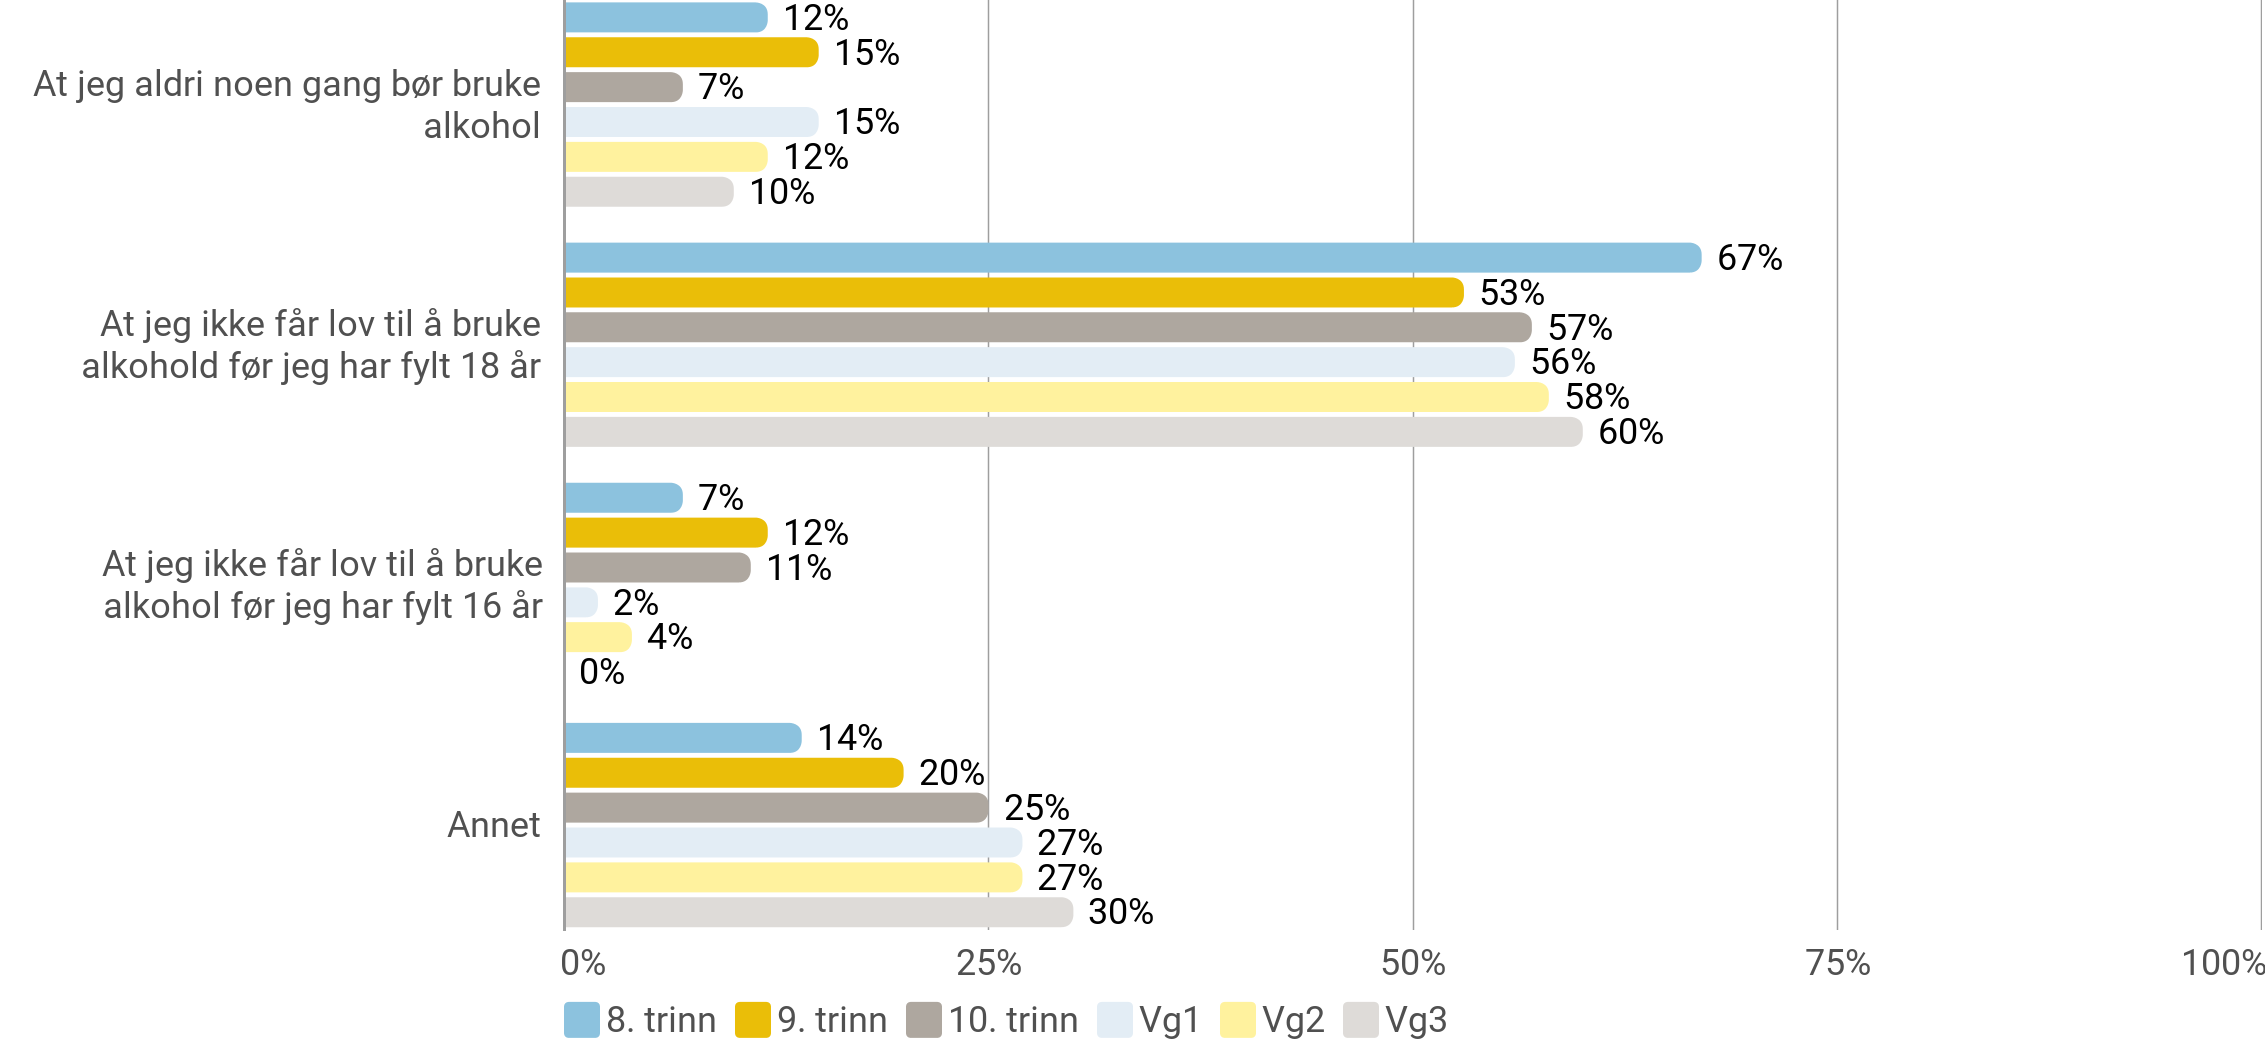 12%
15%
At jeg aldri noen gang bør bruke
7%
alkohol
15%
12%
10%
67%
53%
At jeg ikke får lov til å bruke
57%
alkohold før jeg har fylt 18 år
56%
58%
60%
7%
12%
At jeg ikke får lov til å bruke
11%
alkohol før jeg har fylt 16 år
2%
4%
0%
14%
20%
25%
Annet
27%
27%
30%
0% 25% 50% 75% 100%
8. trinn 9. trinn 10. trinn Vg1 Vg2 Vg3